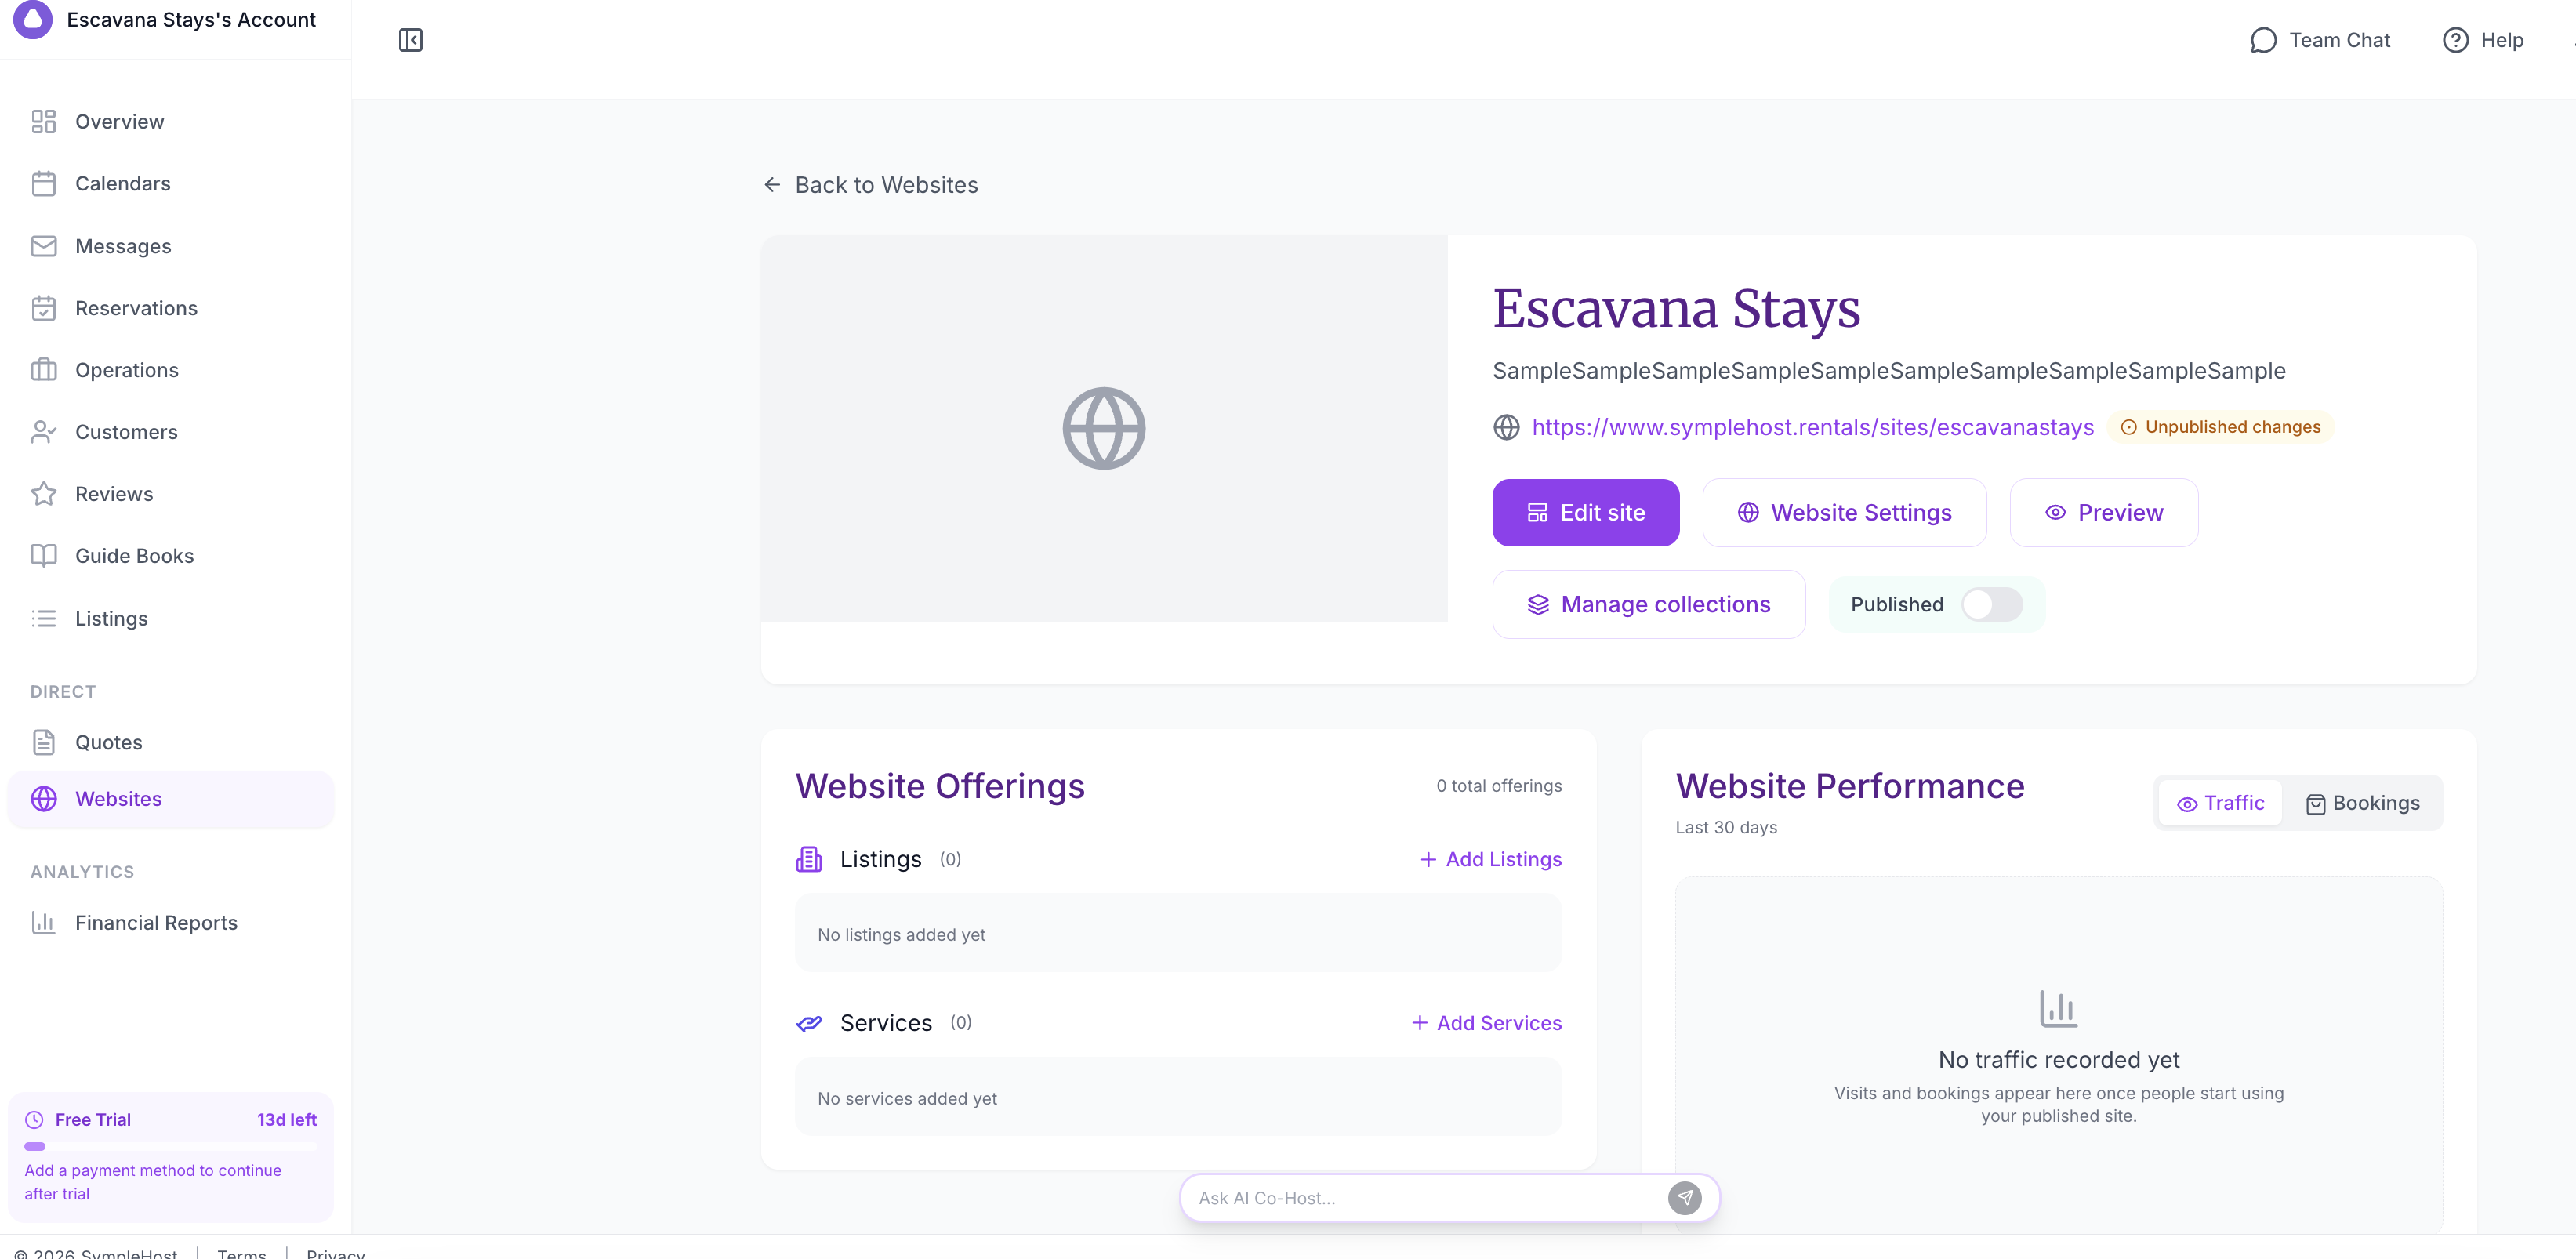 Escavana Stays's Account
Team Chat
Help
Overview
Calendars
Messages
Reservations
Operations
Customers
Reviews
Guide Books
Listings
DIRECT
Quotes
Websites
ANALYTICS
Financial Reports
Free Trial
13d left
Add a payment method to continue
after trial
Back to Websites
Escavana Stays
SampleSampleSampleSampleSampleSampleSampleSampleSampleSample
https://www.symplehost.rentals/sites/escavanastays
Unpublished changes
Edit site
Website Settings
Preview
Manage collections
Published
Website Offerings
0 total offerings
Listings (0)
+ Add Listings
No listings added yet
Services (0)
+ Add Services
No services added yet
Website Performance
Last 30 days
Traffic
Bookings
No traffic recorded yet
Visits and bookings appear here once people start using
your published site.
Ask AI Co-Host...
© 2026 SympleHost | Terms | Privacy